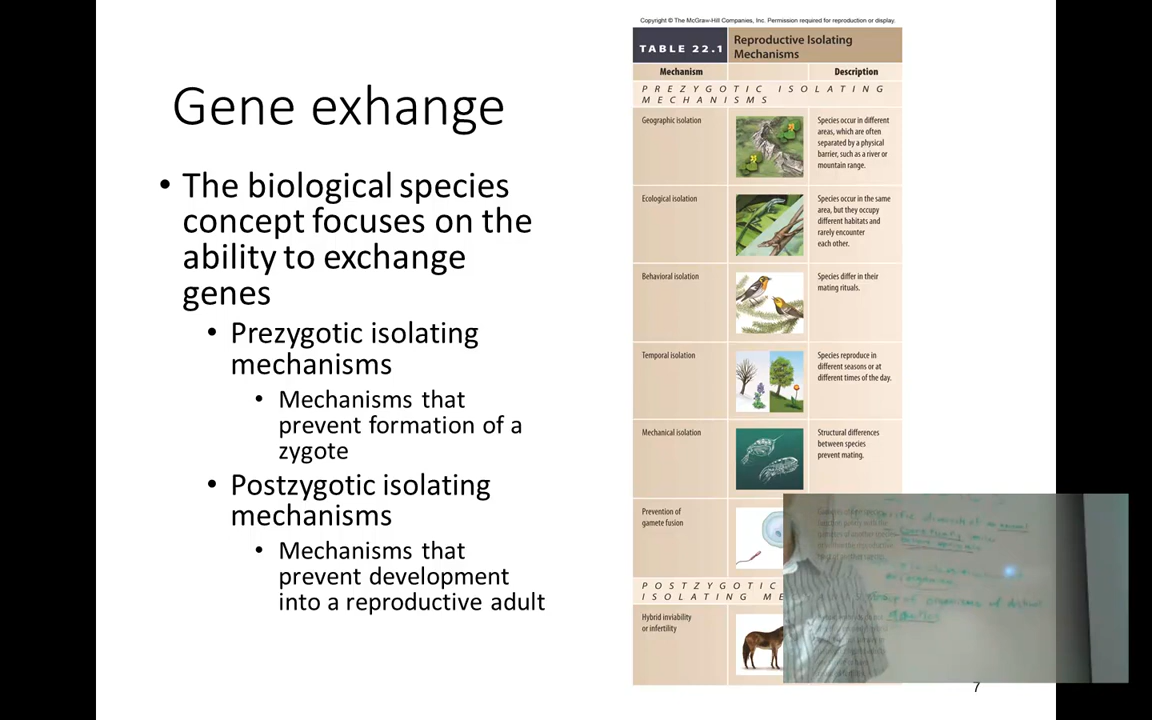 Copyright © The McGraw-Hill Companies, Inc. Permission required for reproduction or display.
Gene exhange
• The biological species
concept focuses on the
ability to exchange
genes
• Prezygotic isolating
mechanisms
• Mechanisms that
prevent formation of a
zygote
• Postzygotic isolating
mechanisms
• Mechanisms that
prevent development
into a reproductive adult
TABLE 22.1
Reproductive Isolating
Mechanisms
Mechanism
Description
PREZYGOTIC ISOLATING
MECHANISMS
Geographic isolation
Species occur in different
areas, which are often
separated by a physical
barrier, such as a river or
mountain range.
Ecological isolation
Species occur in the same
area, but they occupy
different habitats and
rarely encounter
each other.
Behavioral isolation
Species differ in their
mating rituals.
Temporal isolation
Species reproduce in
different seasons or at
different times of the day.
Mechanical isolation
Structural differences
between species
prevent mating.
Prevention of
gamete fusion
POSTZYGOTIC
ISOLATING ME
Hybrid inviability
or infertility
of organisms of
7